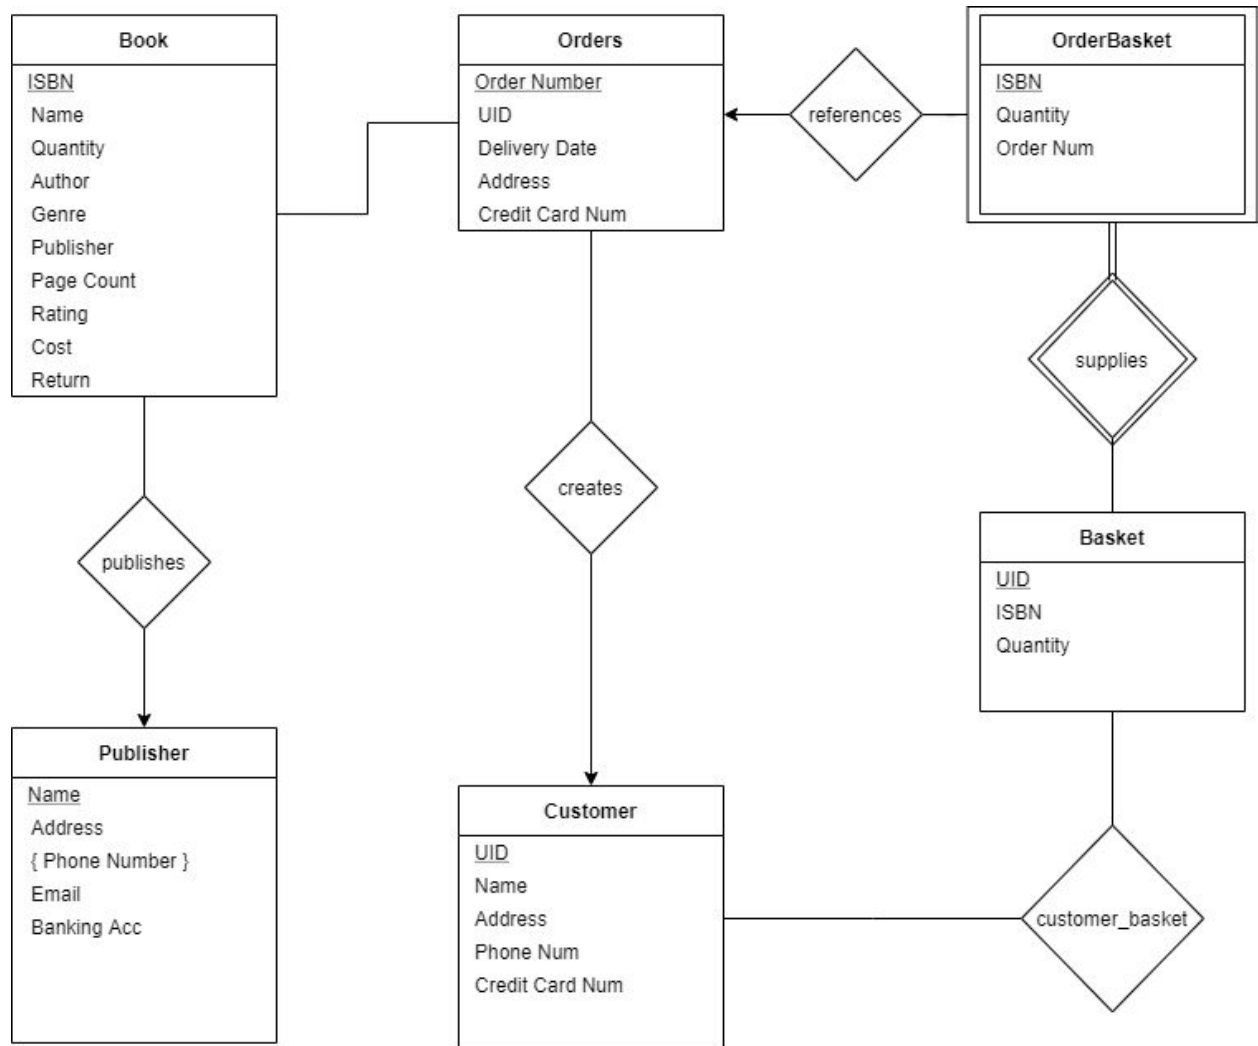 Book
ISBN
Name
Quantity
Author
Genre
Publisher
Page Count
Rating
Cost
Return
Orders
Order Number
UID
Delivery Date
Address
Credit Card Num
references
OrderBasket
ISBN
Quantity
Order Num
supplies
creates
publishes
Basket
UID
ISBN
Quantity
Publisher
Name
Address
{ Phone Number }
Email
Banking Acc
Customer
UID
Name
Address
Phone Num
Credit Card Num
customer_basket